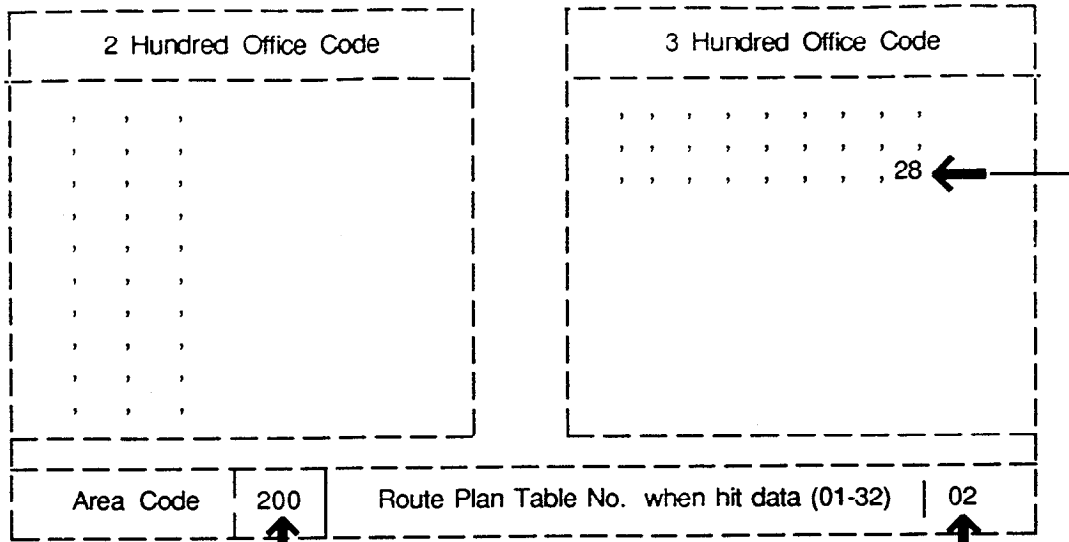 2 Hundred Office Code
, , ,
, , ,
, , ,
, , ,
, , ,
, , ,
, , ,
, , ,
, , ,
, , ,
3 Hundred Office Code
, , , , , , , , ,
, , , , , , , , ,
, , , , , , , , 28
Area Code 200 Route Plan Table No. when hit data (01-32) 02